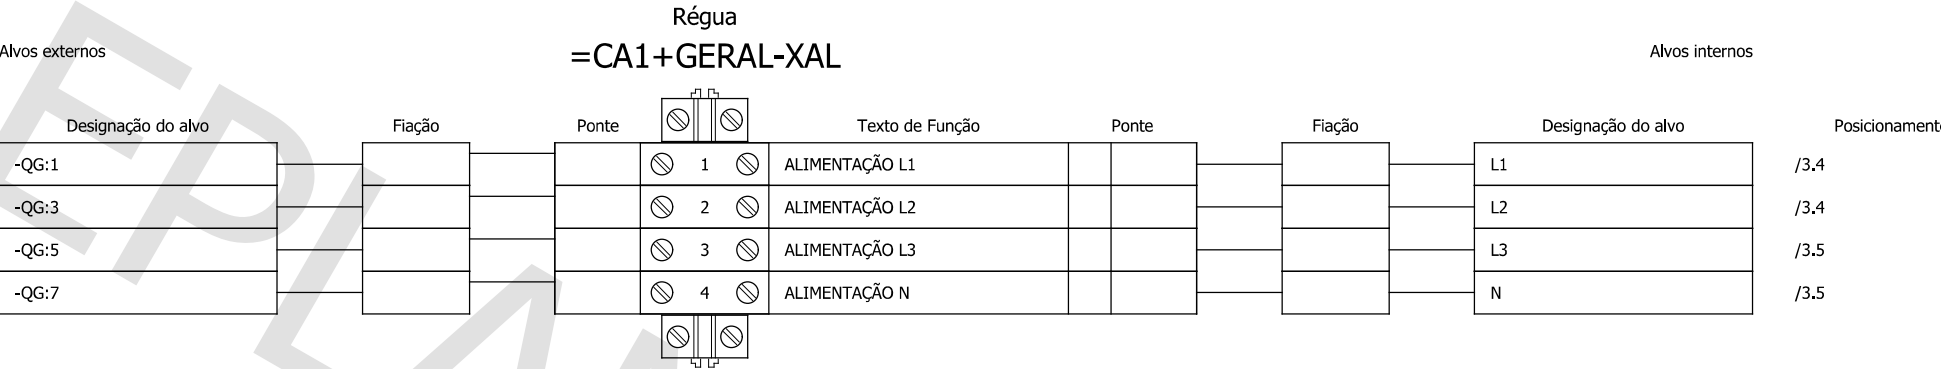 Régua
Alvos externos
=CA1+GERAL-XAL
Alvos internos
Designação do alvo Fiação Ponte Texto de Função Ponte Fiação Designação do alvo Posicionamento
-QG:1 1 ALIMENTAÇÃO L1 L1 /3.4
-QG:3 2 ALIMENTAÇÃO L2 L2 /3.4
-QG:5 3 ALIMENTAÇÃO L3 L3 /3.5
-QG:7 4 ALIMENTAÇÃO N N /3.5
EPLAN